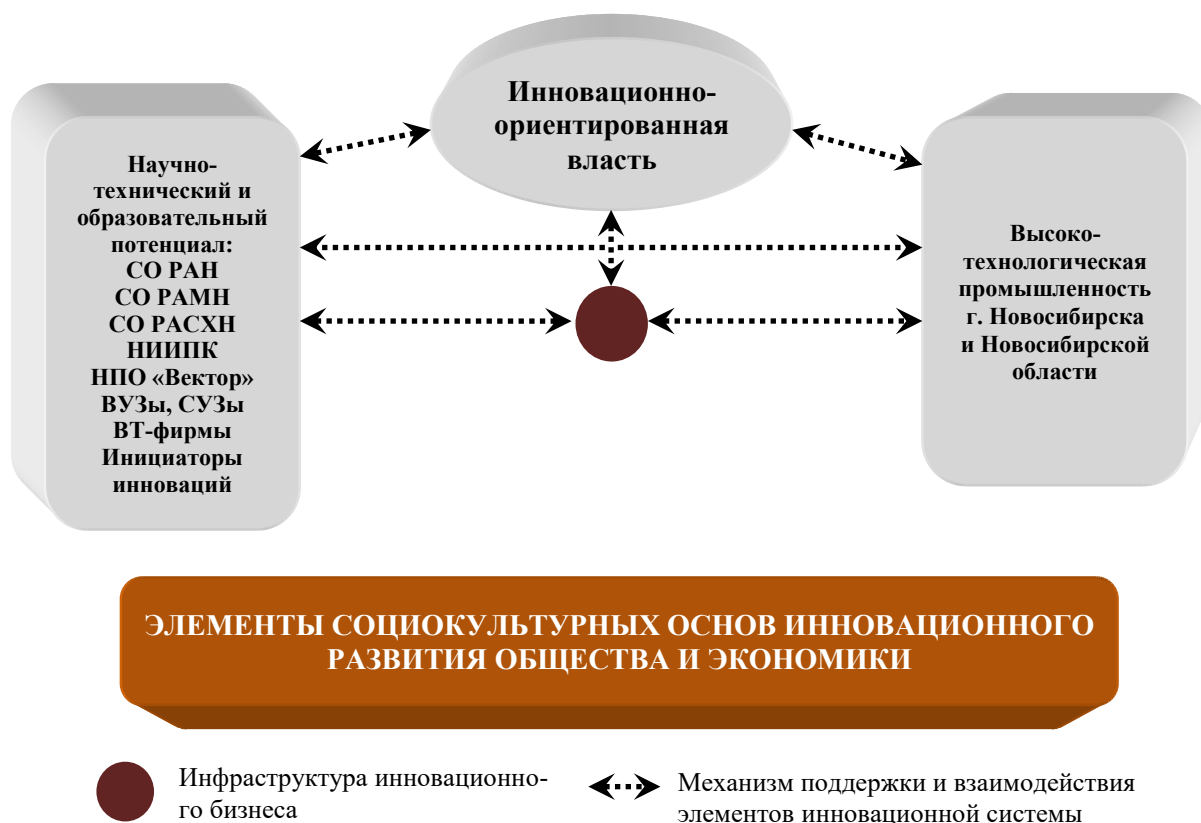 Инновационно-
ориентированная
власть
Научно-
технический и
образовательный
потенциал:
СО РАН
СО РАМН
СО РАСХН
НИИПК
НПО «Вектор»
ВУЗы, СУЗы
ВТ-фирмы
Инициаторы
инноваций
Высоко-
технологическая
промышленность
г. Новосибирска
и Новосибирской
области
ЭЛЕМЕНТЫ СОЦИОКУЛЬТУРНЫХ ОСНОВ ИННОВАЦИОННОГО
РАЗВИТИЯ ОБЩЕСТВА И ЭКОНОМИКИ
Инфраструктура инновационно-
го бизнеса
Механизм поддержки и взаимодействия
элементов инновационной системы